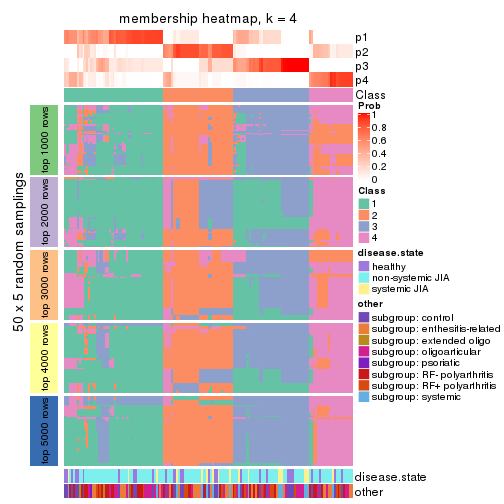 membership heatmap, k = 4
p1
p2
p3
p4
Class
50 x 5 random samplings
top 1000 rows
top 2000 rows
top 3000 rows
top 4000 rows
top 5000 rows
Prob
1
0.8
0.6
0.4
0.2
0
Class
1
2
3
4
disease.state
healthy
non-systemic JIA
systemic JIA
other
subgroup: control
subgroup: enthesitis-related
subgroup: extended oligo
subgroup: oligoarticular
subgroup: psoriatic
subgroup: RF- polyarthritis
subgroup: RF+ polyarthritis
subgroup: systemic
disease.state
other